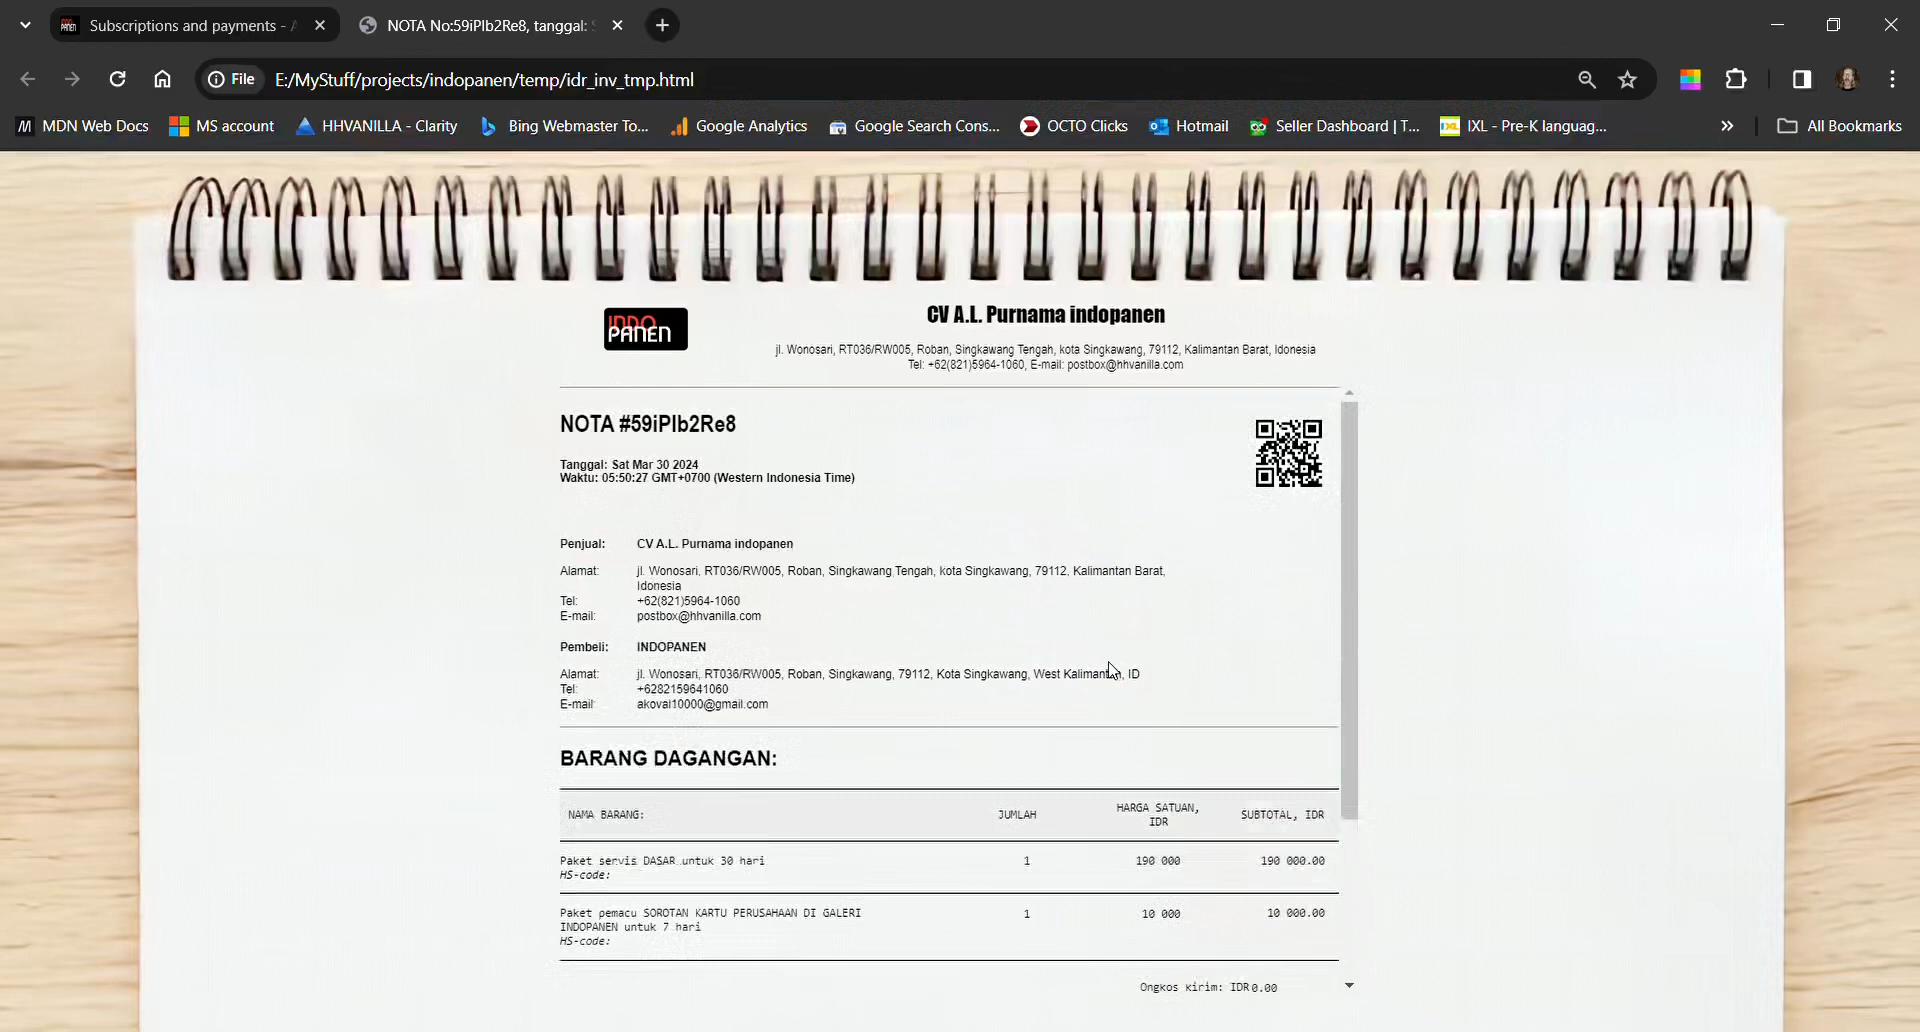 Subscriptions and payments - A
NOTA No:59iPIb2Re8, tanggal: S
File
E:/MyStuff/projects/indopanen/temp/idr_inv_tmp.html
MDN Web Docs
MS account
HHVANILLA - Clarity
Bing Webmaster To...
Google Analytics
Google Search Cons...
OCTO Clicks
Hotmail
Seller Dashboard | T...
IXL - Pre-K languag...
All Bookmarks
INDO
PANEN
CV A.L. Purnama indopanen
jl. Wonosari, RT036/RW005, Roban, Singkawang Tengah, kota Singkawang, 79112, Kalimantan Barat, Idonesia
Tel: +62(821)5964-1060, E-mail: postbox@hhvanilla.com
NOTA #59iPIb2Re8
Tanggal: Sat Mar 30 2024
Waktu: 05:50:27 GMT+0700 (Western Indonesia Time)
Penjual: CV A.L. Purnama indopanen
Alamat: jl. Wonosari, RT036/RW005, Roban, Singkawang Tengah, kota Singkawang, 79112, Kalimantan Barat,
Idonesia
Tel: +62(821)5964-1060
E-mail: postbox@hhvanilla.com
Pembeli: INDOPANEN
Alamat: jl. Wonosari, RT036/RW005, Roban, Singkawang, 79112, Kota Singkawang, West Kalimantan, ID
Tel: +6282159641060
E-mail: akoval10000@gmail.com
BARANG DAGANGAN:
NAMA BARANG: JUMLAH HARGA SATUAN, SUBTOTAL, IDR
IDR
Paket servis DASAR untuk 30 hari 1 190 000 190 000.00
HS-code:
Paket pemacu SOROTAN KARTU PERUSAHAAN DI GALERI 1 10 000 10 000.00
INDOPANEN untuk 7 hari
HS-code:
Ongkos kirim: IDR 0.00